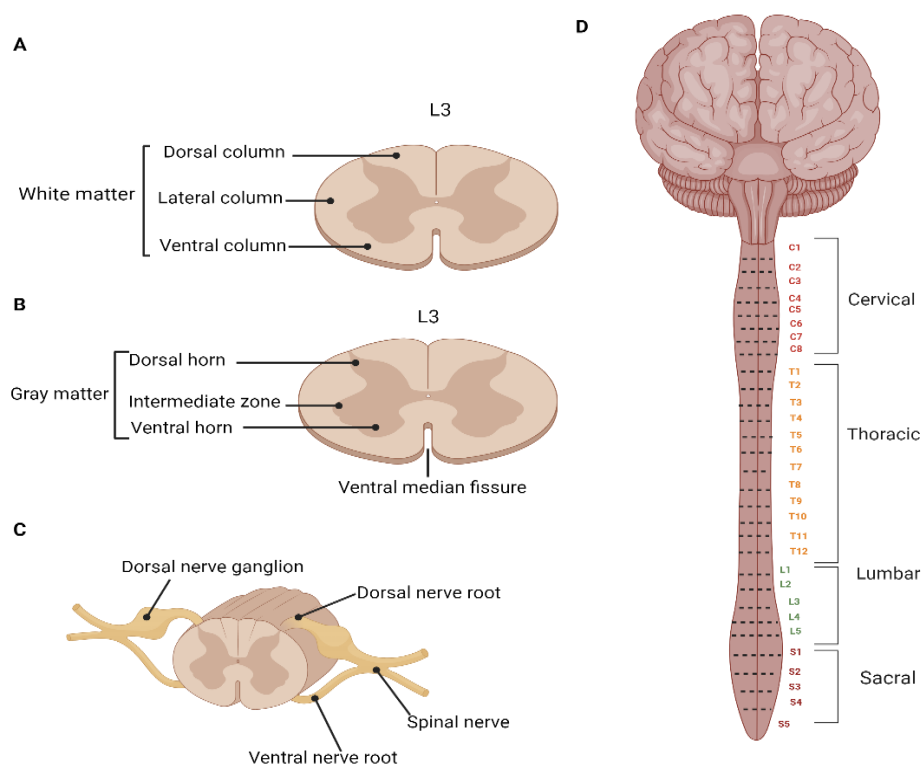 A
L3
Dorsal column
White matter
Lateral column
Ventral column
B
L3
Dorsal horn
Gray matter
Intermediate zone
Ventral horn
Ventral median fissure
C
Dorsal nerve ganglion
Dorsal nerve root
Spinal nerve
Ventral nerve root
D
C1
C2
C3
C4
C5
C6
C7
C8
Cervical
T1
T2
T3
T4
T5
T6
T7
T8
T9
T10
T11
T12
Thoracic
L1
L2
L3
L4
L5
Lumbar
S1
S2
S3
S4
S5
Sacral